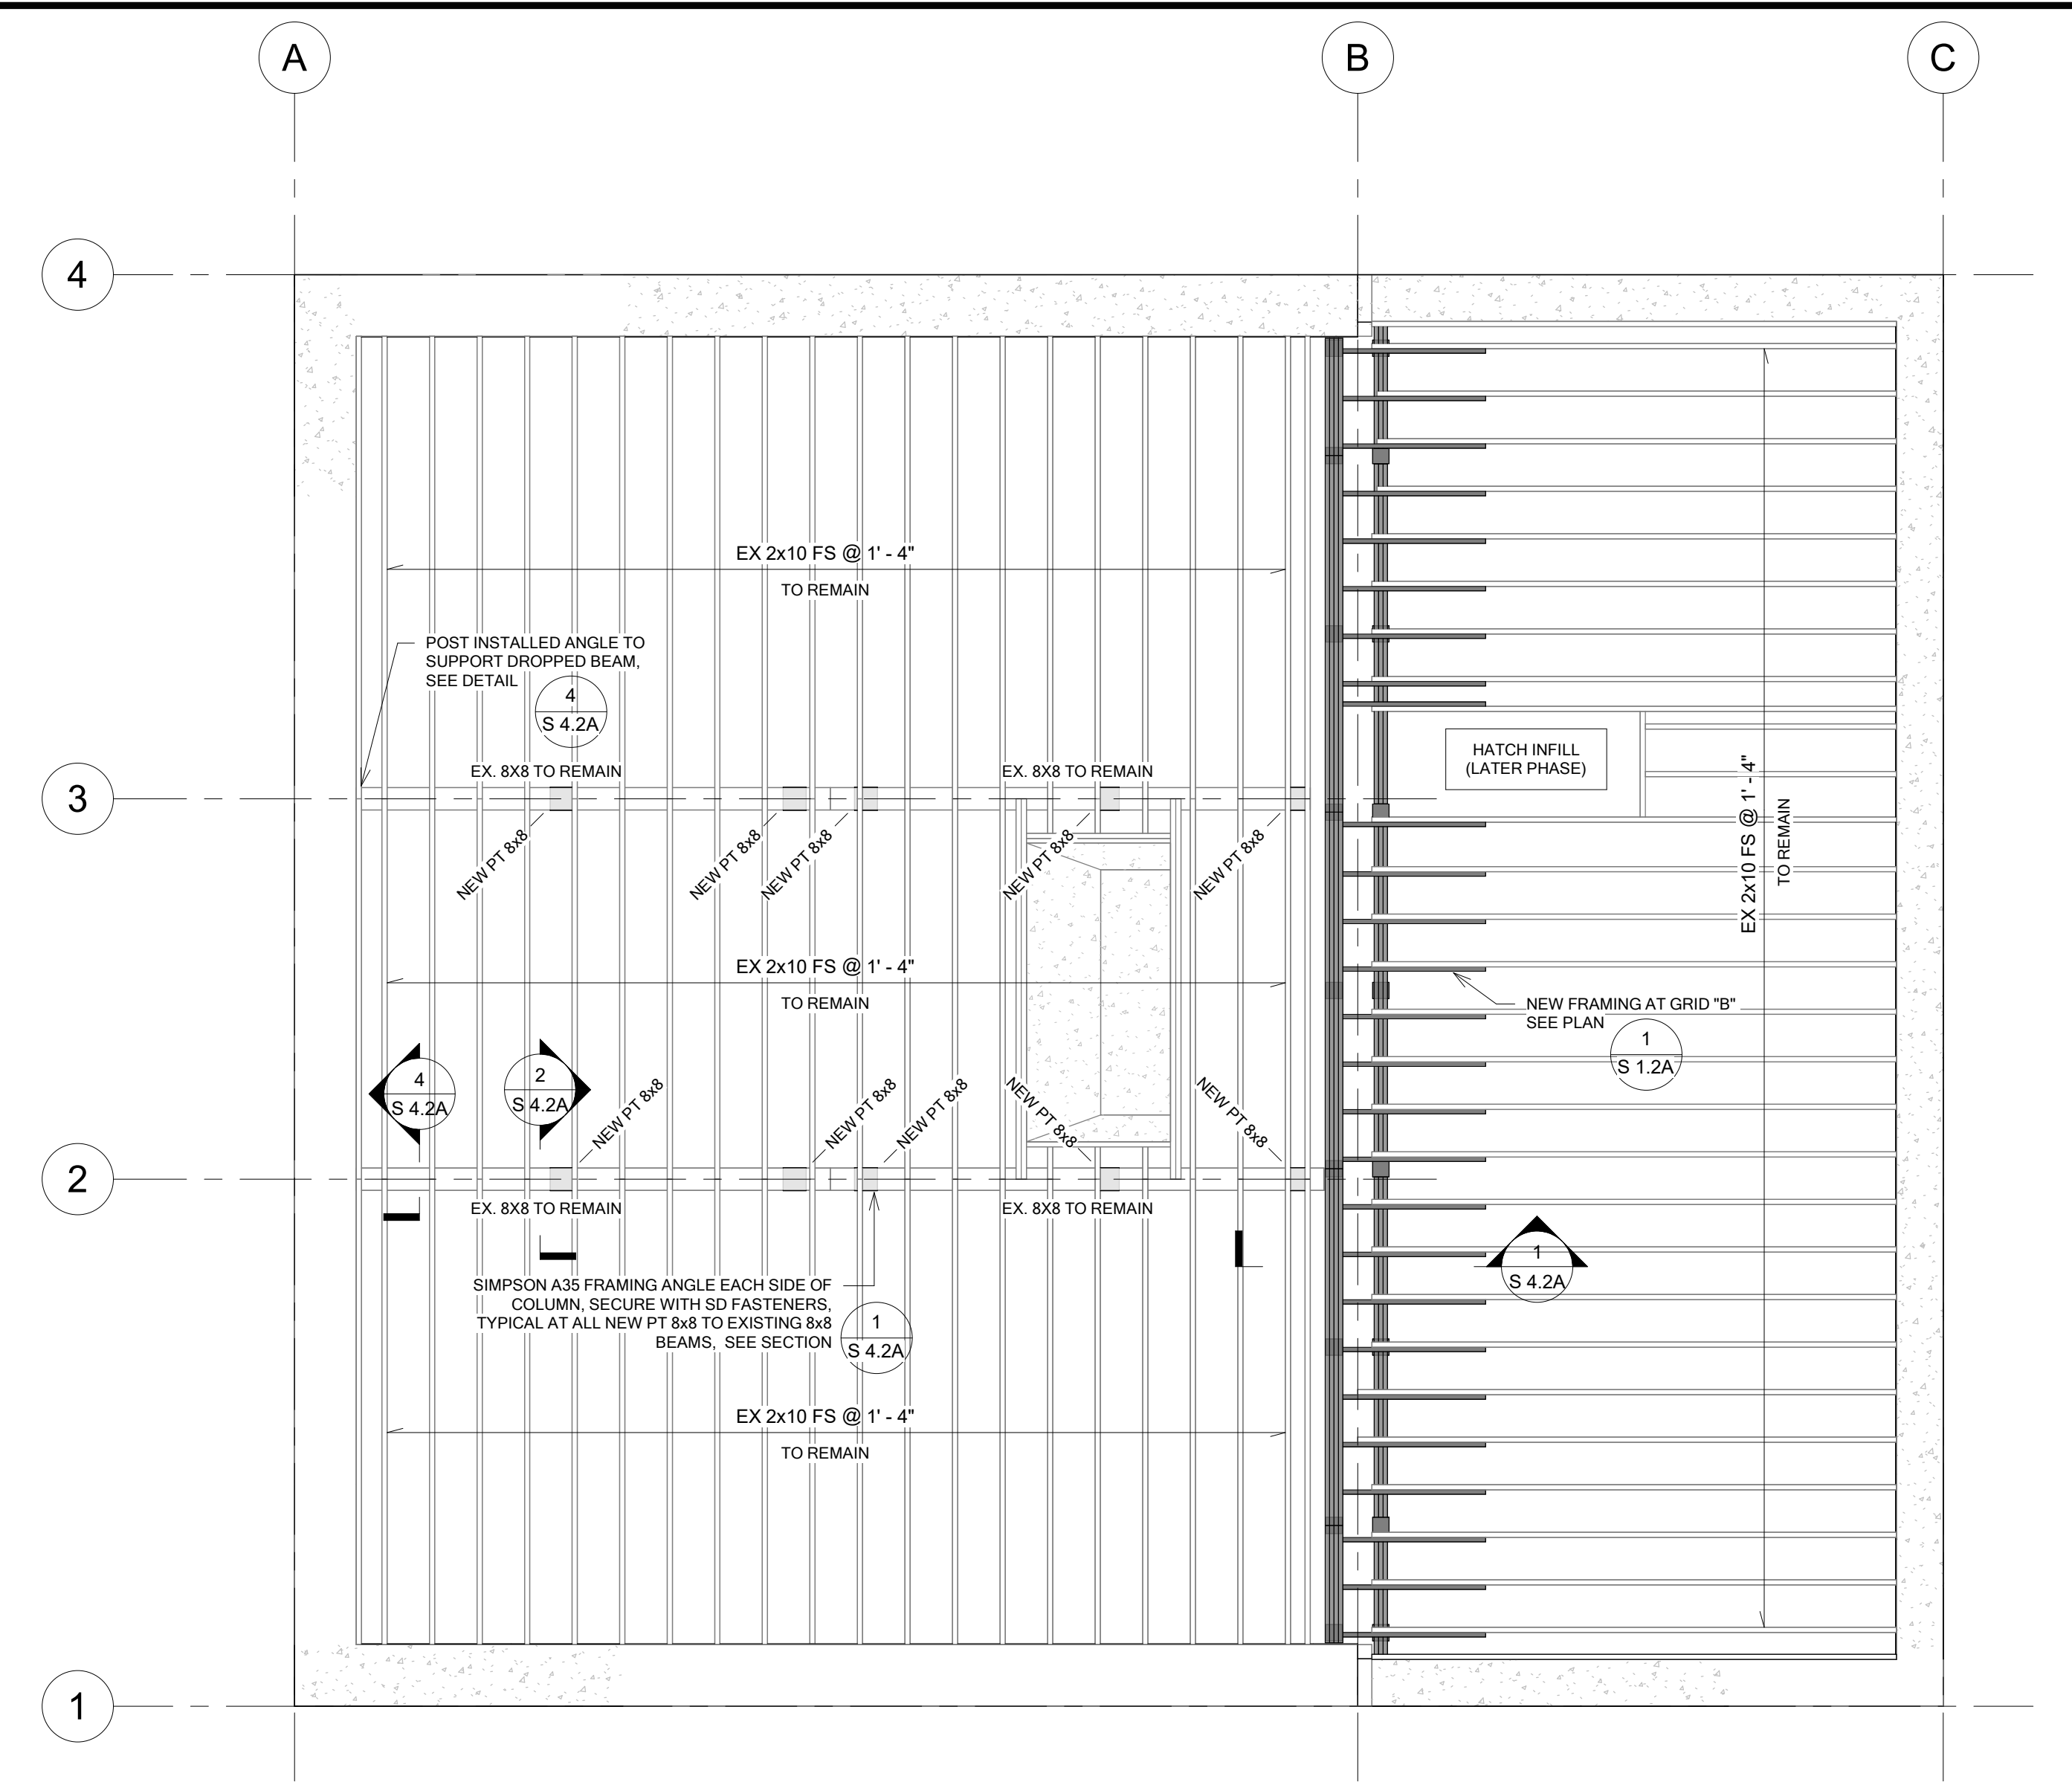 A
B
C
4
EX 2x10 FS @ 1' - 4"
TO REMAIN
POST INSTALLED ANGLE TO
SUPPORT DROPPED BEAM,
SEE DETAIL
4
S 4.2A
EX. 8X8 TO REMAIN
EX. 8X8 TO REMAIN
HATCH INFILL
(LATER PHASE)
3
NEW PT 8x8
NEW PT 8x8
NEW PT 8x8
NEW PT 8x8
NEW PT 8x8
EX 2x10 FS @ 1' - 4"
TO REMAIN
EX 2x10 FS @ 1' - 4"
TO REMAIN
NEW FRAMING AT GRID "B"
SEE PLAN
1
S 1.2A
4
S 4.2A
2
S 4.2A
NEW PT 8x8
NEW PT 8x8
NEW PT 8x8
NEW PT 8x8
NEW PT 8x8
2
EX. 8X8 TO REMAIN
EX. 8X8 TO REMAIN
1
S 4.2A
SIMPSON A35 FRAMING ANGLE EACH SIDE OF
COLUMN, SECURE WITH SD FASTENERS,
TYPICAL AT ALL NEW PT 8x8 TO EXISTING 8x8
BEAMS, SEE SECTION
1
S 4.2A
EX 2x10 FS @ 1' - 4"
TO REMAIN
1